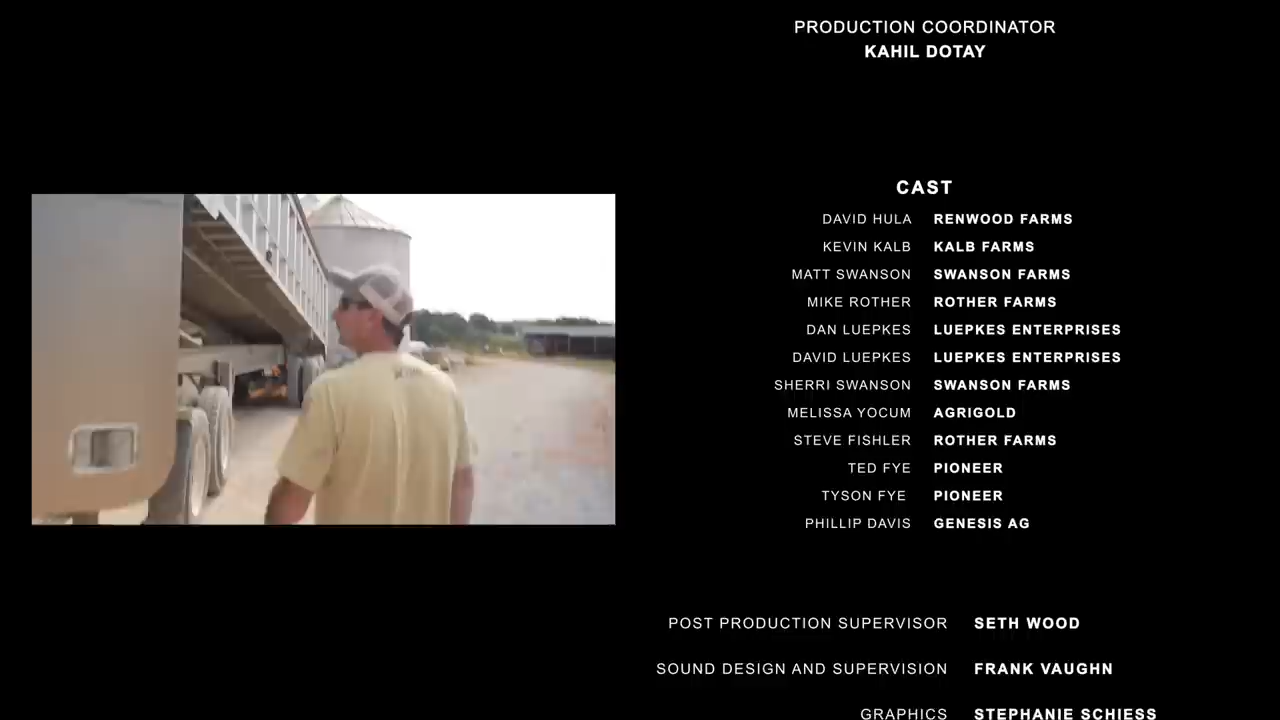 PRODUCTION COORDINATOR
KAHIL DOTAY
CAST
DAVID HULA RENWOOD FARMS
KEVIN KALB KALB FARMS
MATT SWANSON SWANSON FARMS
MIKE ROTHER ROTHER FARMS
DAN LUEPKES LUEPKES ENTERPRISES
DAVID LUEPKES LUEPKES ENTERPRISES
SHERRI SWANSON SWANSON FARMS
MELISSA YOCUM AGRIGOLD
STEVE FISHLER ROTHER FARMS
TED FYE PIONEER
TYSON FYE PIONEER
PHILLIP DAVIS GENESIS AG
POST PRODUCTION SUPERVISOR SETH WOOD
SOUND DESIGN AND SUPERVISION FRANK VAUGHN
GRAPHICS STEPHANIE SCHIESS